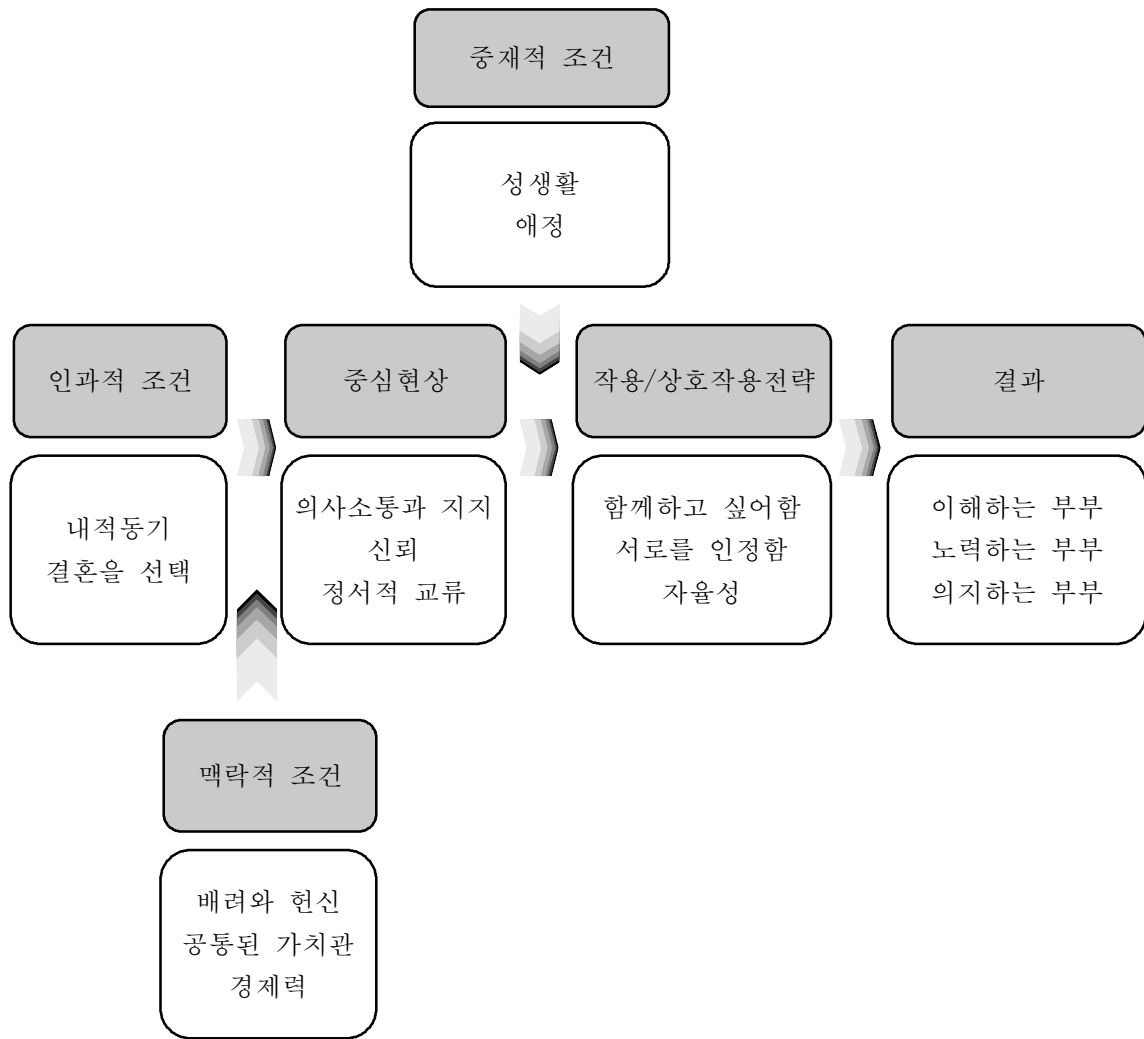 중재적 조건
성생활
애정
인과적 조건
내적동기
결혼을 선택
중심현상
의사소통과 지지
신뢰
정서적 교류
작용/상호작용전략
함께하고 싶어함
서로를 인정함
자율성
결과
이해하는 부부
노력하는 부부
의지하는 부부
맥락적 조건
배려와 헌신
공통된 가치관
경제력